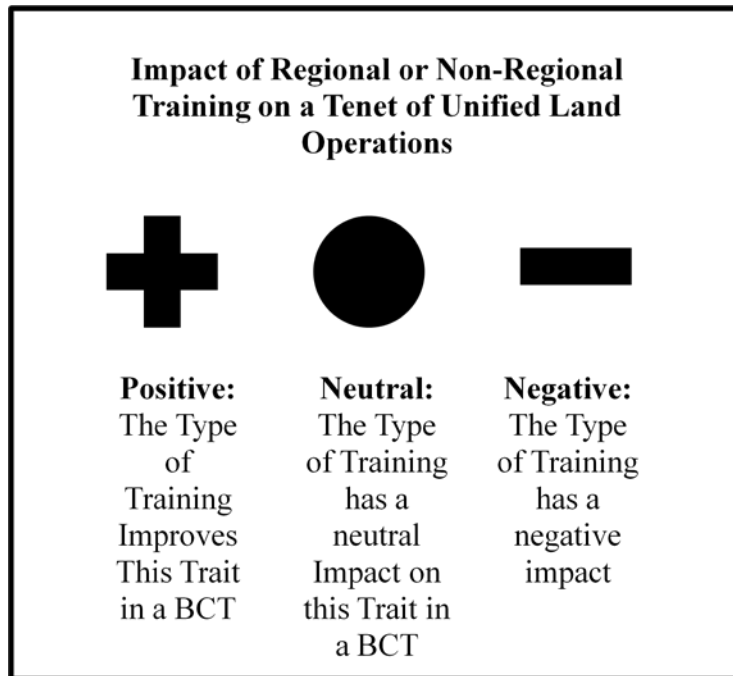 Impact of Regional or Non-Regional
Training on a Tenet of Unified Land
Operations
Positive:
The Type
of
Training
Improves
This Trait
in a BCT
Neutral:
The Type
of Training
has a
neutral
Impact on
this Trait in
a BCT
Negative:
The Type
of Training
has a
negative
impact